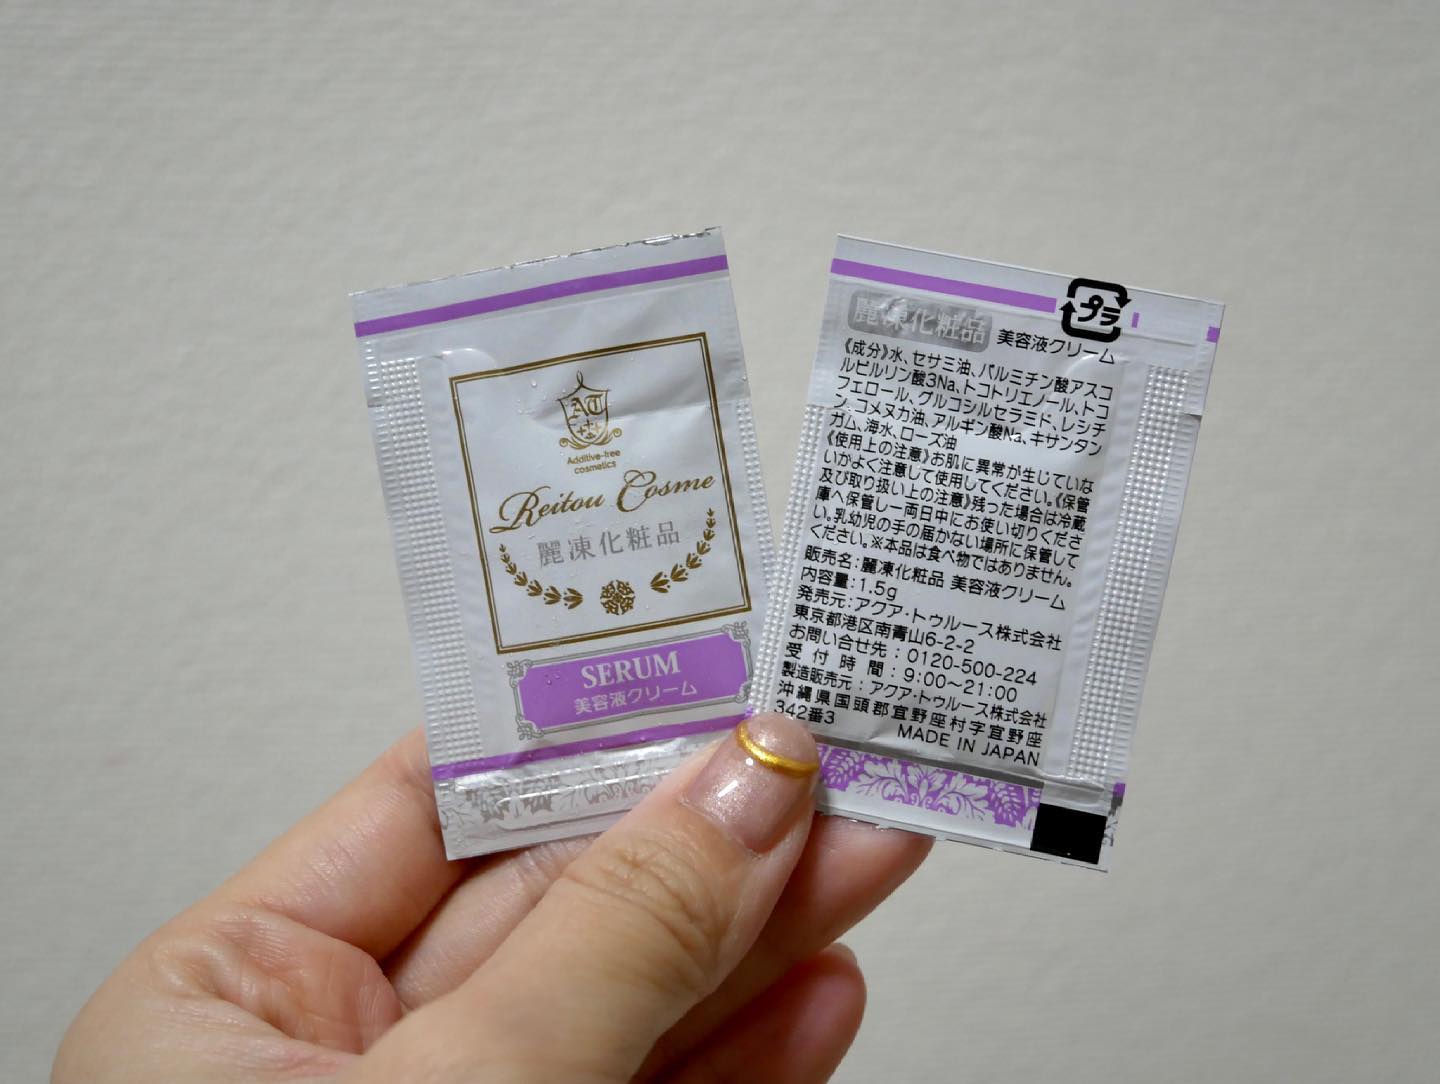 AT
Additive-free
cosmetics
Reitou Cosme
麗凍化粧品
SERUM
美容液クリーム
プラ
麗凍化粧品 美容液クリーム
《成分》水、セサミ油、パルミチン酸アスコ
ルビルリン酸3Na、トコトリエノール、トコ
フェロール、グルコシルセラミド、レシチ
ン、コメヌカ油、アルギン酸Na、キサンタン
ガム、海水、ローズ油
《使用上の注意》お肌に異常が生じていな
いかよく注意して使用してください。《保管
及び取り扱い上の注意》残った場合は冷蔵
庫へ保管し一両日中にお使い切りくださ
い。乳幼児の手の届かない場所に保管して
ください。※本品は食べ物ではありません。
販売名:麗凍化粧品 美容液クリーム
内容量:1.5g
発売元:アクア・トゥルース株式会社
東京都港区南青山6-2-2
お問い合せ先:0120-500-224
受付時間:9:00〜21:00
製造販売元:アクア・トゥルース株式会社
沖縄県国頭郡宜野座村字宜野座
342番3
MADE IN JAPAN